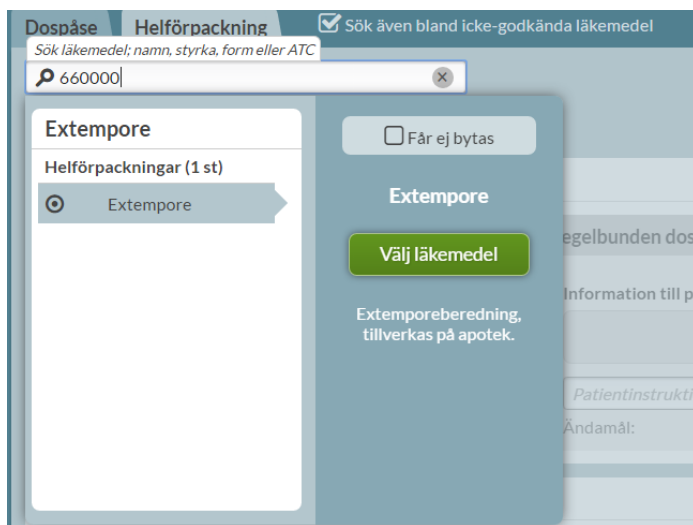 Dospåse Helförpackning Sök även bland icke-godkända läkemedel
Sök läkemedel; namn, styrka, form eller ATC
660000
Extempore
Helförpackningar (1 st)
Extempore
Får ej bytas
Extempore
Välj läkemedel
Extemporeberedning,
tillverkas på apotek.
egelbunden dos
Information till p
Patientinstrukti
Ändamål: